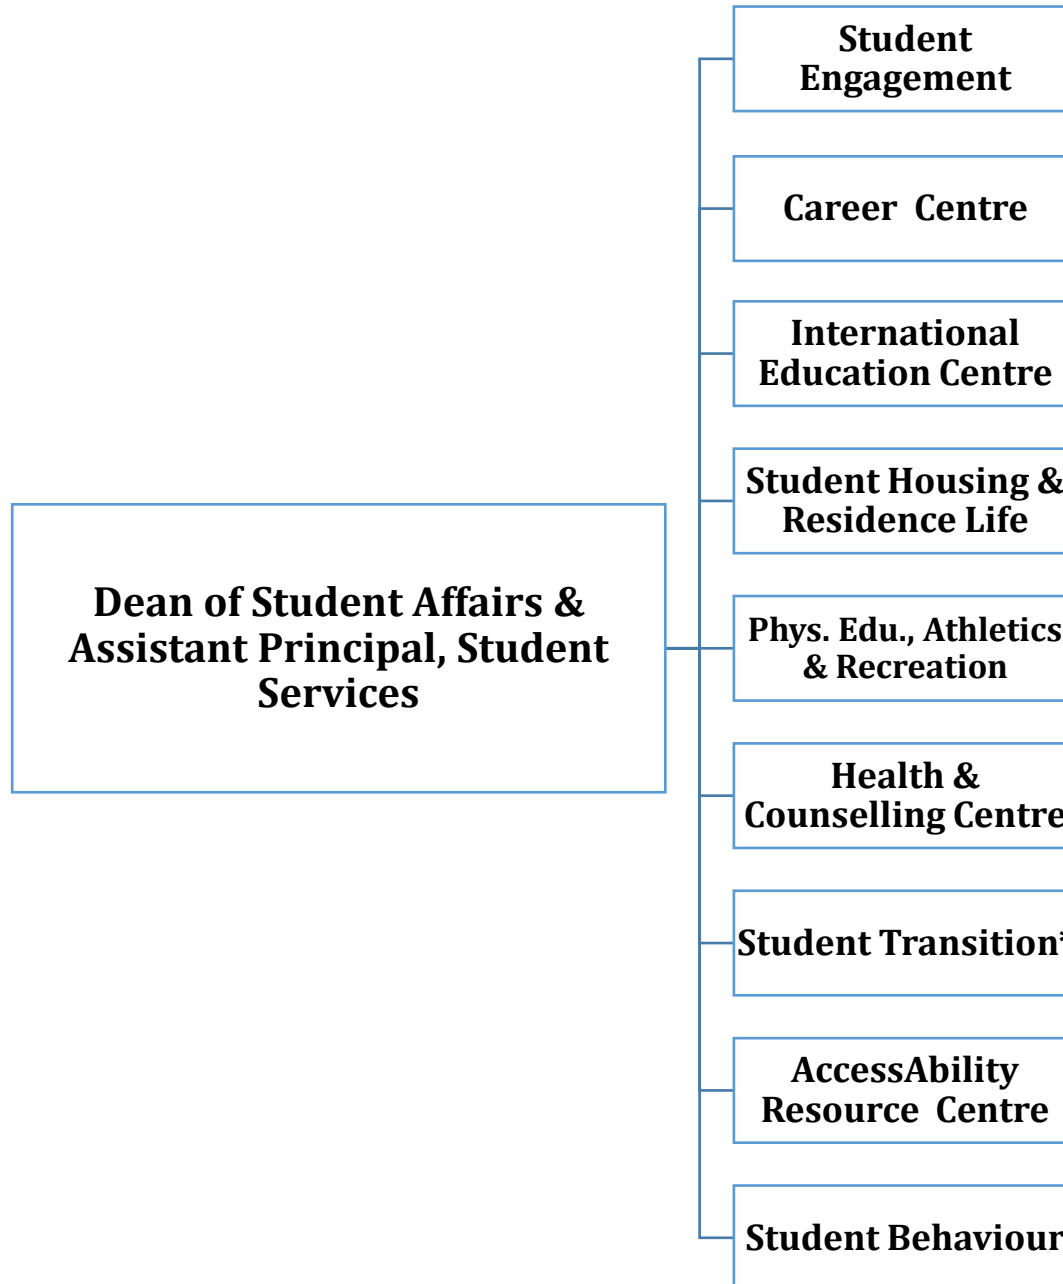 Student
Engagement
Career Centre
International
Education Centre
Student Housing &
Residence Life
Dean of Student Affairs &
Assistant Principal, Student
Services
Phys. Edu., Athletics
& Recreation
Health &
Counselling Centre
Student Transition*
AccessAbility
Resource Centre
Student Behaviour